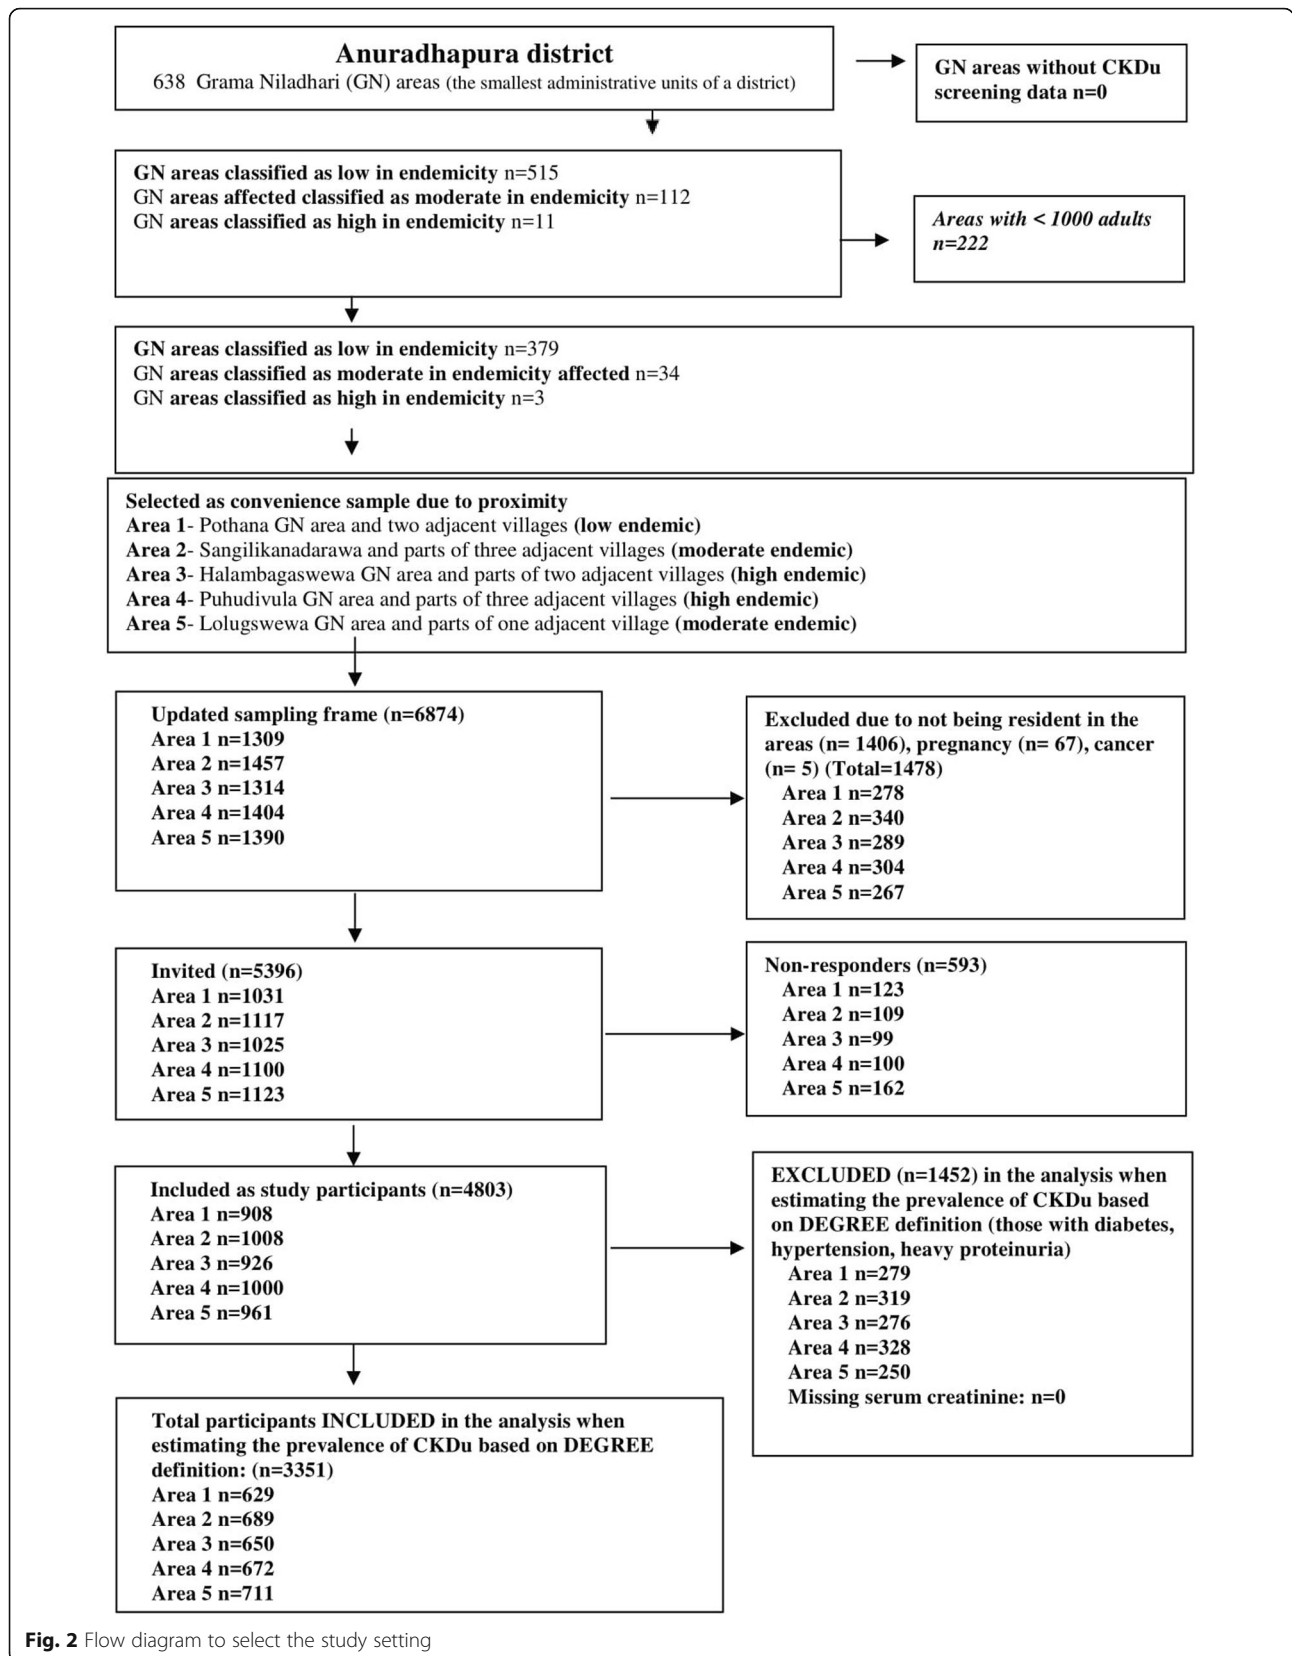 Anuradhapura district
638 Grama Niladhari (GN) areas (the smallest administrative units of a district)
GN areas without CKDu
screening data n=0
GN areas classified as low in endemicity n=515
GN areas affected classified as moderate in endemicity n=112
GN areas classified as high in endemicity n=11
Areas with < 1000 adults
n=222
GN areas classified as low in endemicity n=379
GN areas classified as moderate in endemicity affected n=34
GN areas classified as high in endemicity n=3
Selected as convenience sample due to proximity
Area 1- Pothana GN area and two adjacent villages (low endemic)
Area 2- Sangilikanadarawa and parts of three adjacent villages (moderate endemic)
Area 3- Halambagaswewa GN area and parts of two adjacent villages (high endemic)
Area 4- Puhudivula GN area and parts of three adjacent villages (high endemic)
Area 5- Lolugswewa GN area and parts of one adjacent village (moderate endemic)
Updated sampling frame (n=6874)
Area 1 n=1309
Area 2 n=1457
Area 3 n=1314
Area 4 n=1404
Area 5 n=1390
Excluded due to not being resident in the
areas (n= 1406), pregnancy (n= 67), cancer
(n= 5) (Total=1478)
Area 1 n=278
Area 2 n=340
Area 3 n=289
Area 4 n=304
Area 5 n=267
Invited (n=5396)
Area 1 n=1031
Area 2 n=1117
Area 3 n=1025
Area 4 n=1100
Area 5 n=1123
Non-responders (n=593)
Area 1 n=123
Area 2 n=109
Area 3 n=99
Area 4 n=100
Area 5 n=162
Included as study participants (n=4803)
Area 1 n=908
Area 2 n=1008
Area 3 n=926
Area 4 n=1000
Area 5 n=961
EXCLUDED (n=1452) in the analysis when
estimating the prevalence of CKDu based
on DEGREE definition (those with diabetes,
hypertension, heavy proteinuria)
Area 1 n=279
Area 2 n=319
Area 3 n=276
Area 4 n=328
Area 5 n=250
Missing serum creatinine: n=0
Total participants INCLUDED in the analysis when
estimating the prevalence of CKDu based on DEGREE
definition: (n=3351)
Area 1 n=629
Area 2 n=689
Area 3 n=650
Area 4 n=672
Area 5 n=711
Fig. 2 Flow diagram to select the study setting